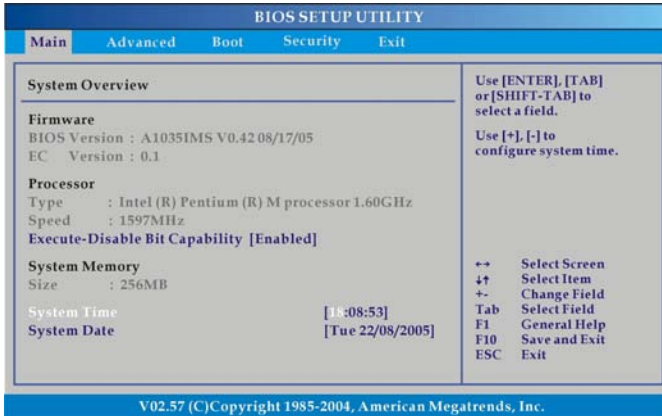 BIOS SETUP UTILITY
Main Advanced Boot Security Exit
System Overview
Firmware
BIOS Version : A1035IMS V0.42 08/17/05
EC Version : 0.1
Processor
Type : Intel (R) Pentium (R) M processor 1.60GHz
Speed : 1597MHz
Execute-Disable Bit Capability [Enabled]
System Memory
Size : 256MB
System Time [18:08:53]
System Date [Tue 22/08/2005]
Use [ENTER], [TAB]
or [SHIFT-TAB] to
select a field.
Use [+], [-] to
configure system time.
↔ Select Screen
↓↑ Select Item
+- Change Field
Tab Select Field
F1 General Help
F10 Save and Exit
ESC Exit
V02.57 (C)Copyright 1985-2004, American Megatrends, Inc.